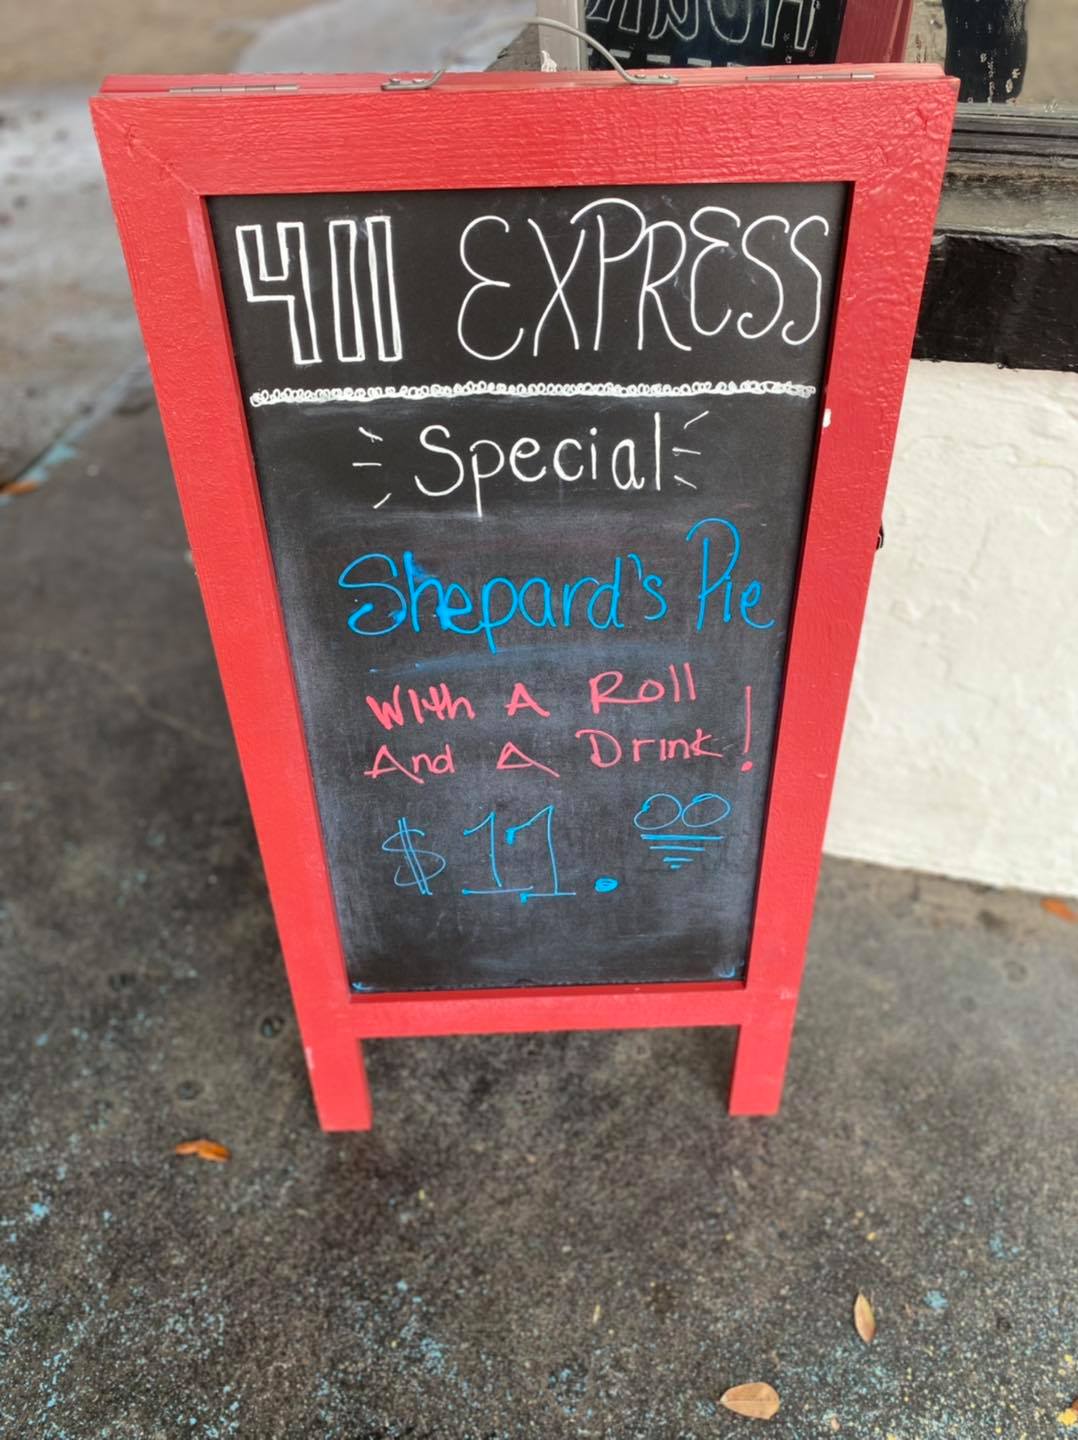 411 EXPRESS
Special
Shepard's Pie
With A Roll
And A Drink!
$11.00